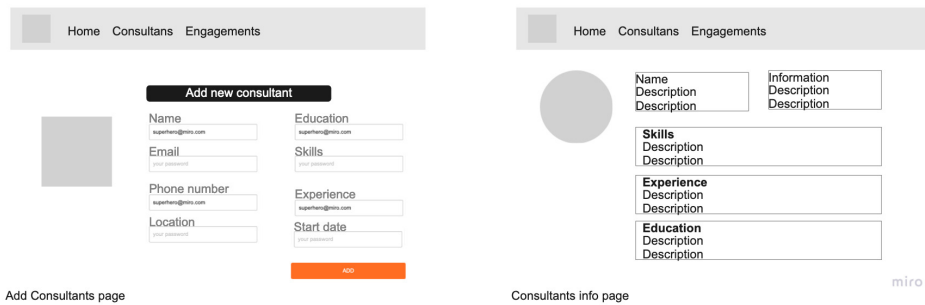 Home Consultans Engagements
Add new consultant
Name
superhero@miro.com
Email
your password
Phone number
superhero@miro.com
Location
your password
Education
superhero@miro.com
Skills
your password
Experience
superhero@miro.com
Start date
your password
ADD
Add Consultants page
Home Consultans Engagements
Name
Description
Description
Information
Description
Description
Skills
Description
Description
Experience
Description
Description
Education
Description
Description
Consultants info page
miro